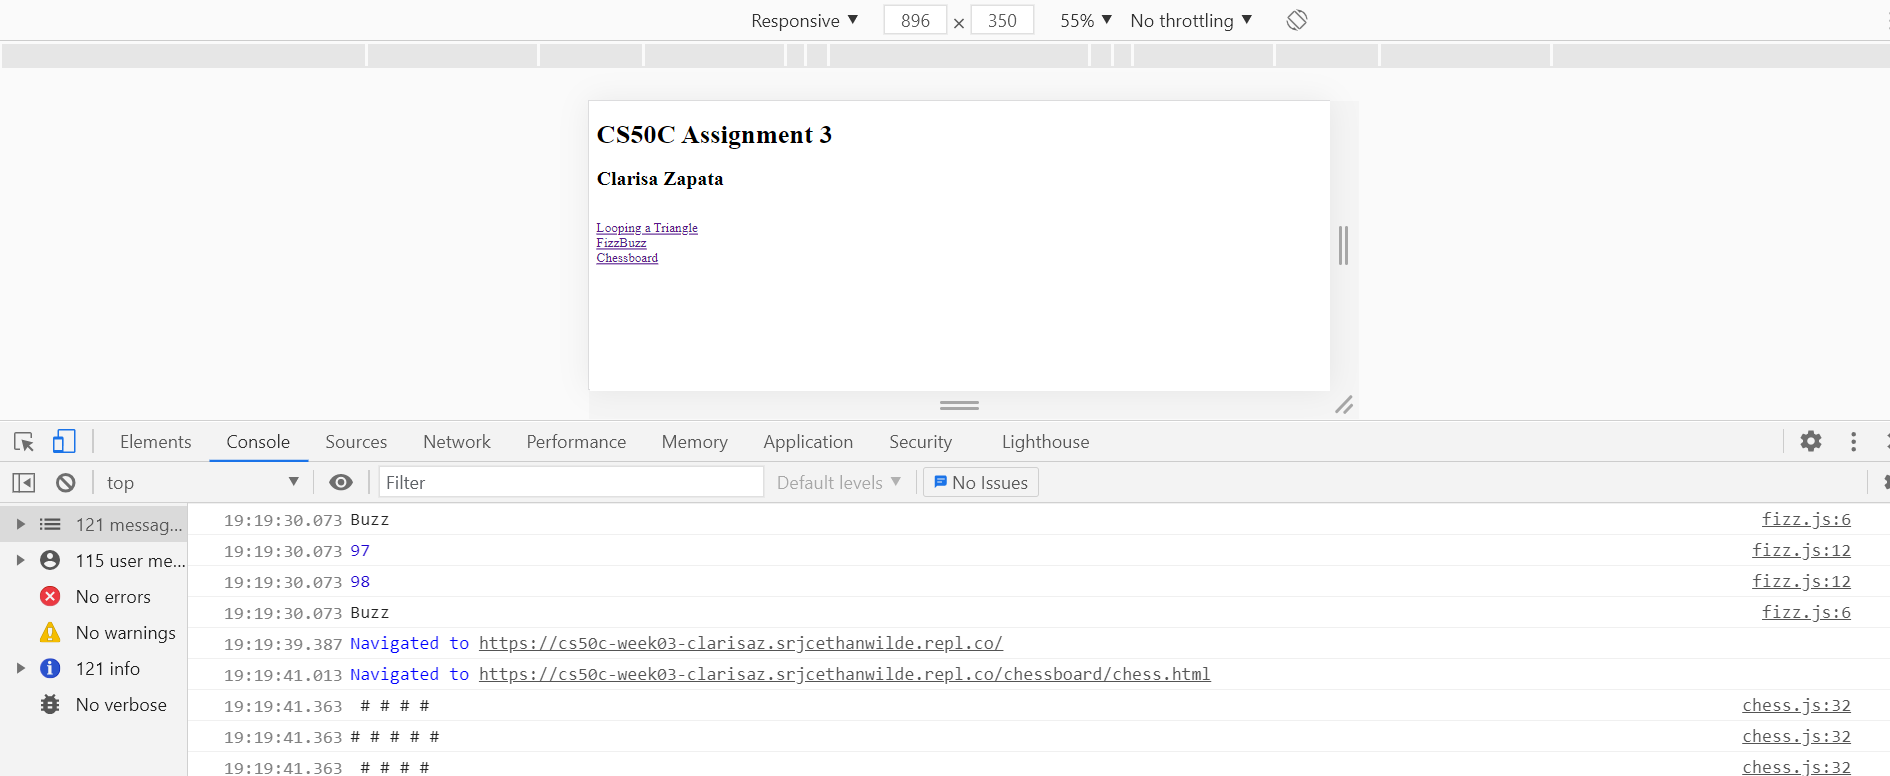 Responsive ▼ 896 × 350 55% ▼ No throttling ▼
CS50C Assignment 3
Clarisa Zapata
Looping a Triangle
FizzBuzz
Chessboard
Elements Console Sources Network Performance Memory Application Security Lighthouse
top ▼ Filter Default levels ▼ No Issues
121 messag...
115 user me...
No errors
No warnings
121 info
No verbose
19:19:30.073 Buzz fizz.js:6
19:19:30.073 97 fizz.js:12
19:19:30.073 98 fizz.js:12
19:19:30.073 Buzz fizz.js:6
19:19:39.387 Navigated to https://cs50c-week03-clarisaz.srjcethanwilde.repl.co/
19:19:41.013 Navigated to https://cs50c-week03-clarisaz.srjcethanwilde.repl.co/chessboard/chess.html
19:19:41.363  # # # # chess.js:32
19:19:41.363 # # # # # chess.js:32
19:19:41.363  # # # # chess.js:32